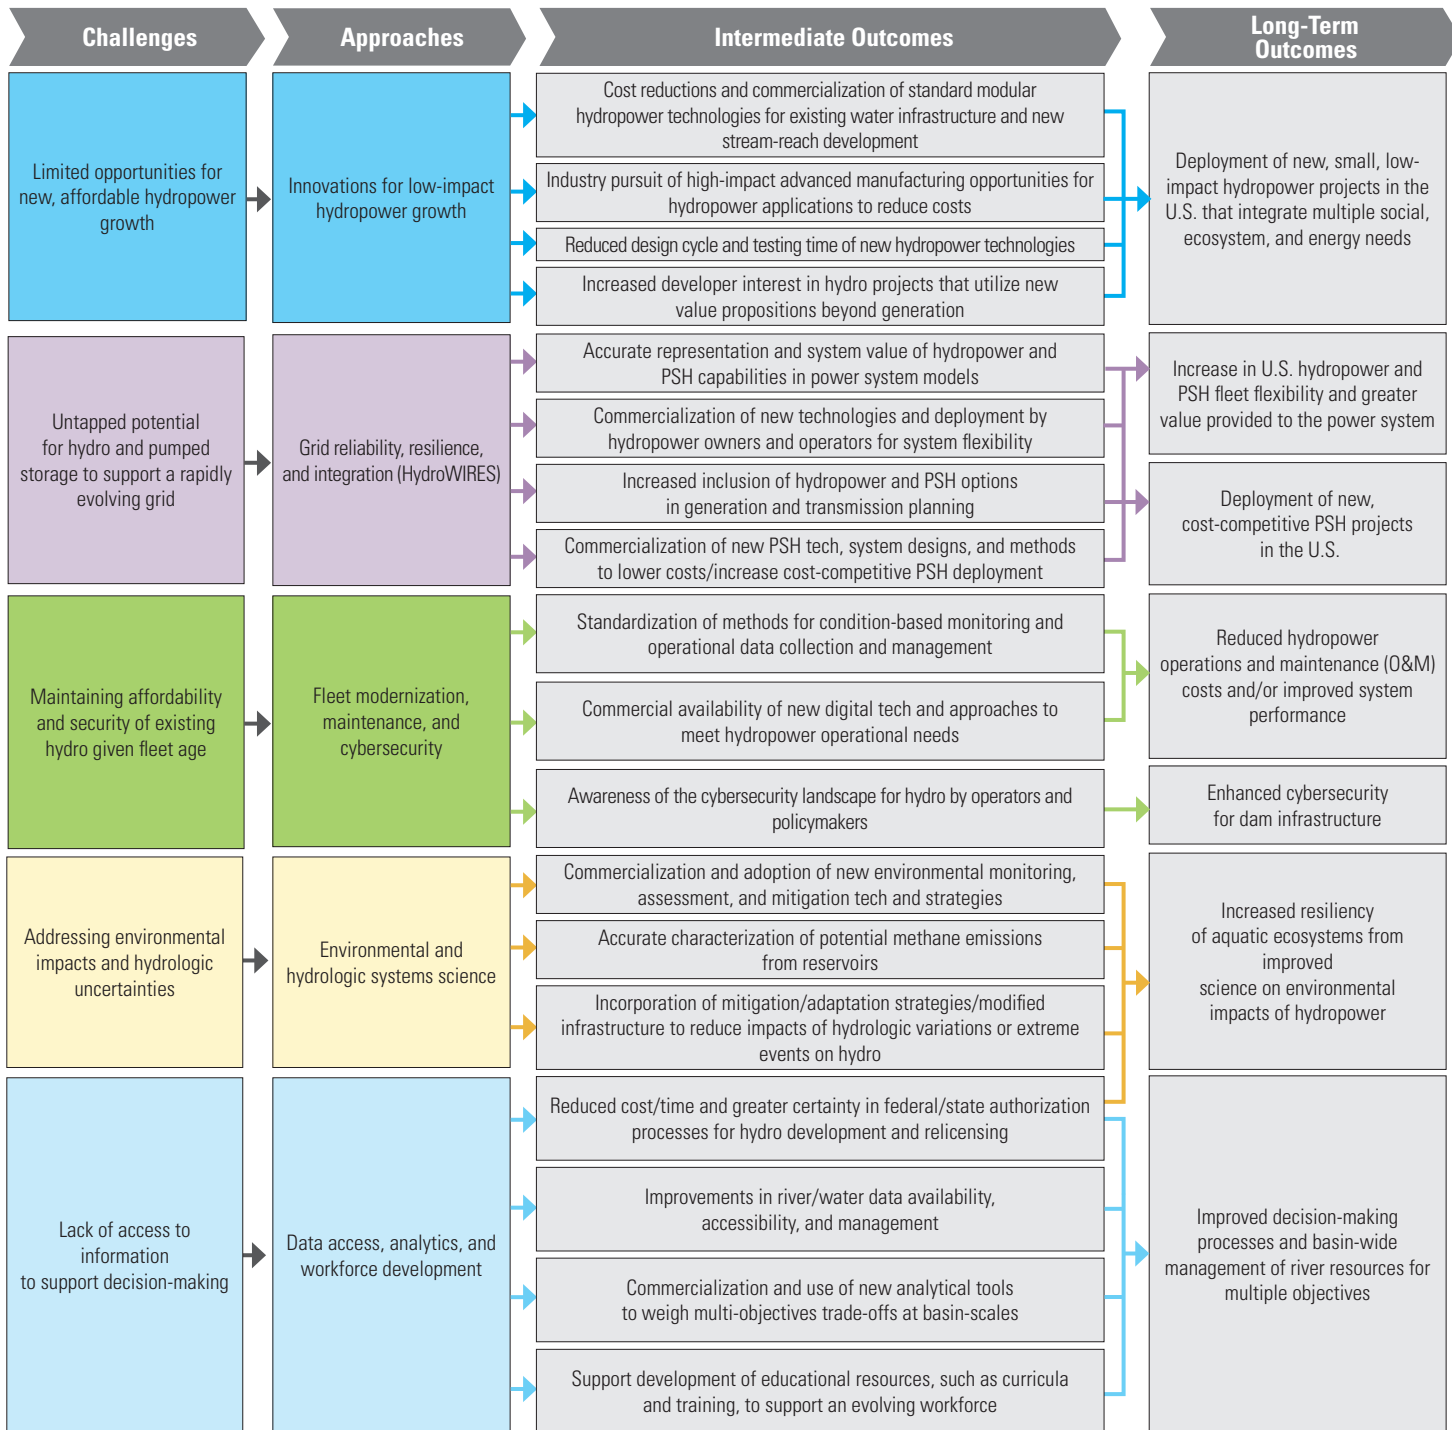 Challenges
Approaches
Intermediate Outcomes
Long-Term
Outcomes
Limited opportunities for
new, affordable hydropower
growth
Innovations for low-impact
hydropower growth
Cost reductions and commercialization of standard modular
hydropower technologies for existing water infrastructure and new
stream-reach development
Industry pursuit of high-impact advanced manufacturing opportunities for
hydropower applications to reduce costs
Reduced design cycle and testing time of new hydropower technologies
Increased developer interest in hydro projects that utilize new
value propositions beyond generation
Deployment of new, small, low-
impact hydropower projects in the
U.S. that integrate multiple social,
ecosystem, and energy needs
Untapped potential
for hydro and pumped
storage to support a rapidly
evolving grid
Grid reliability, resilience,
and integration (HydroWIRES)
Accurate representation and system value of hydropower and
PSH capabilities in power system models
Commercialization of new technologies and deployment by
hydropower owners and operators for system flexibility
Increased inclusion of hydropower and PSH options
in generation and transmission planning
Commercialization of new PSH tech, system designs, and methods
to lower costs/increase cost-competitive PSH deployment
Increase in U.S. hydropower and
PSH fleet flexibility and greater
value provided to the power system
Deployment of new,
cost-competitive PSH projects
in the U.S.
Maintaining affordability
and security of existing
hydro given fleet age
Fleet modernization,
maintenance, and
cybersecurity
Standardization of methods for condition-based monitoring and
operational data collection and management
Commercial availability of new digital tech and approaches to
meet hydropower operational needs
Awareness of the cybersecurity landscape for hydro by operators and
policymakers
Reduced hydropower
operations and maintenance (O&M)
costs and/or improved system
performance
Enhanced cybersecurity
for dam infrastructure
Addressing environmental
impacts and hydrologic
uncertainties
Environmental and
hydrologic systems science
Commercialization and adoption of new environmental monitoring,
assessment, and mitigation tech and strategies
Accurate characterization of potential methane emissions
from reservoirs
Incorporation of mitigation/adaptation strategies/modified
infrastructure to reduce impacts of hydrologic variations or extreme
events on hydro
Increased resiliency
of aquatic ecosystems from
improved
science on environmental
impacts of hydropower
Lack of access to
information
to support decision-making
Data access, analytics, and
workforce development
Reduced cost/time and greater certainty in federal/state authorization
processes for hydro development and relicensing
Improvements in river/water data availability,
accessibility, and management
Commercialization and use of new analytical tools
to weigh multi-objectives trade-offs at basin-scales
Support development of educational resources, such as curricula
and training, to support an evolving workforce
Improved decision-making
processes and basin-wide
management of river resources for
multiple objectives